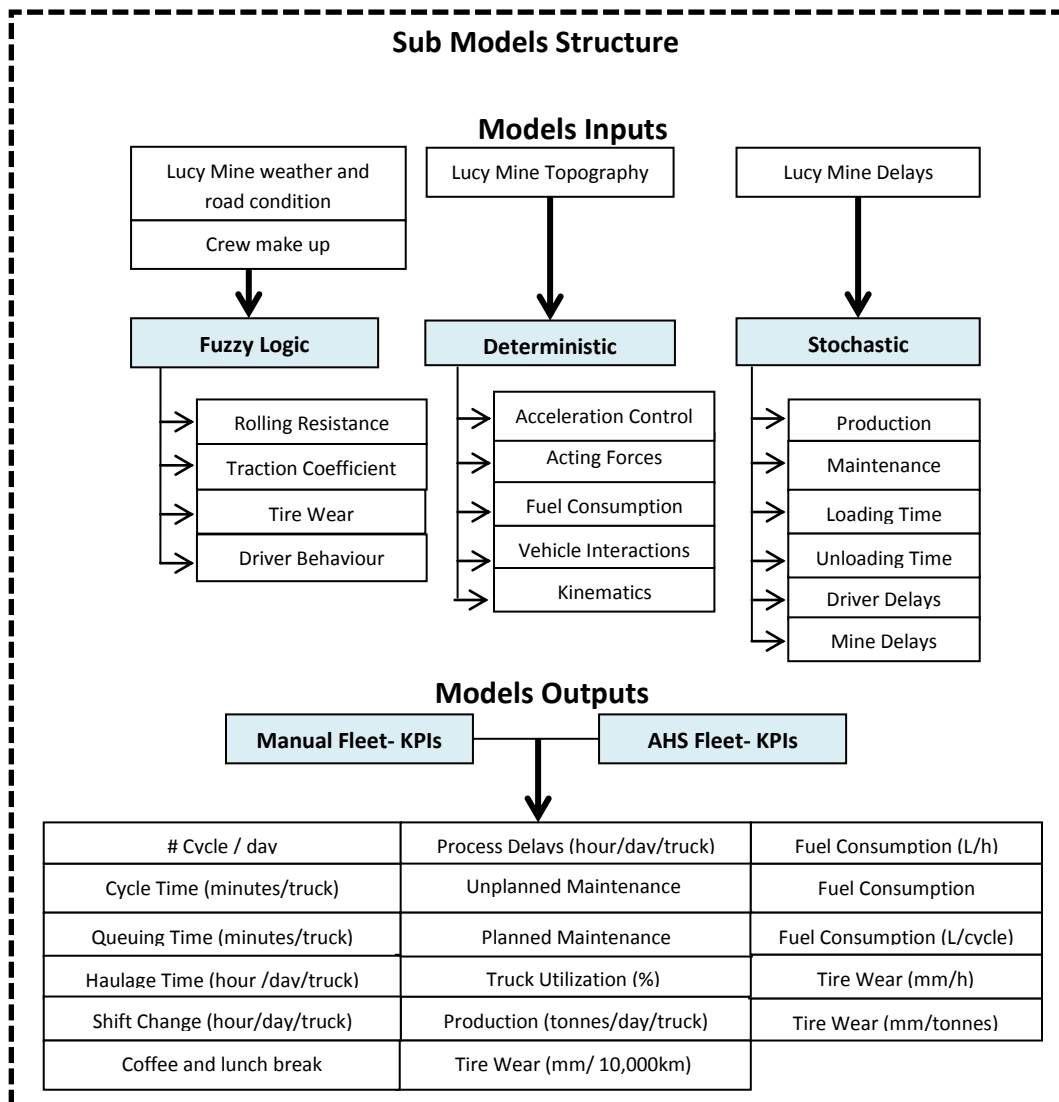 Sub Models Structure
Models Inputs
Lucy Mine weather and
road condition
Crew make up
Lucy Mine Topography
Lucy Mine Delays
Fuzzy Logic
Deterministic
Stochastic
Rolling Resistance
Traction Coefficient
Tire Wear
Driver Behaviour
Acceleration Control
Acting Forces
Fuel Consumption
Vehicle Interactions
Kinematics
Production
Maintenance
Loading Time
Unloading Time
Driver Delays
Mine Delays
Models Outputs
Manual Fleet- KPIs
AHS Fleet- KPIs
# Cycle / day
Process Delays (hour/day/truck)
Fuel Consumption (L/h)
Cycle Time (minutes/truck)
Unplanned Maintenance
Fuel Consumption
Queuing Time (minutes/truck)
Planned Maintenance
Fuel Consumption (L/cycle)
Haulage Time (hour /day/truck)
Truck Utilization (%)
Tire Wear (mm/h)
Shift Change (hour/day/truck)
Production (tonnes/day/truck)
Tire Wear (mm/tonnes)
Coffee and lunch break
Tire Wear (mm/ 10,000km)